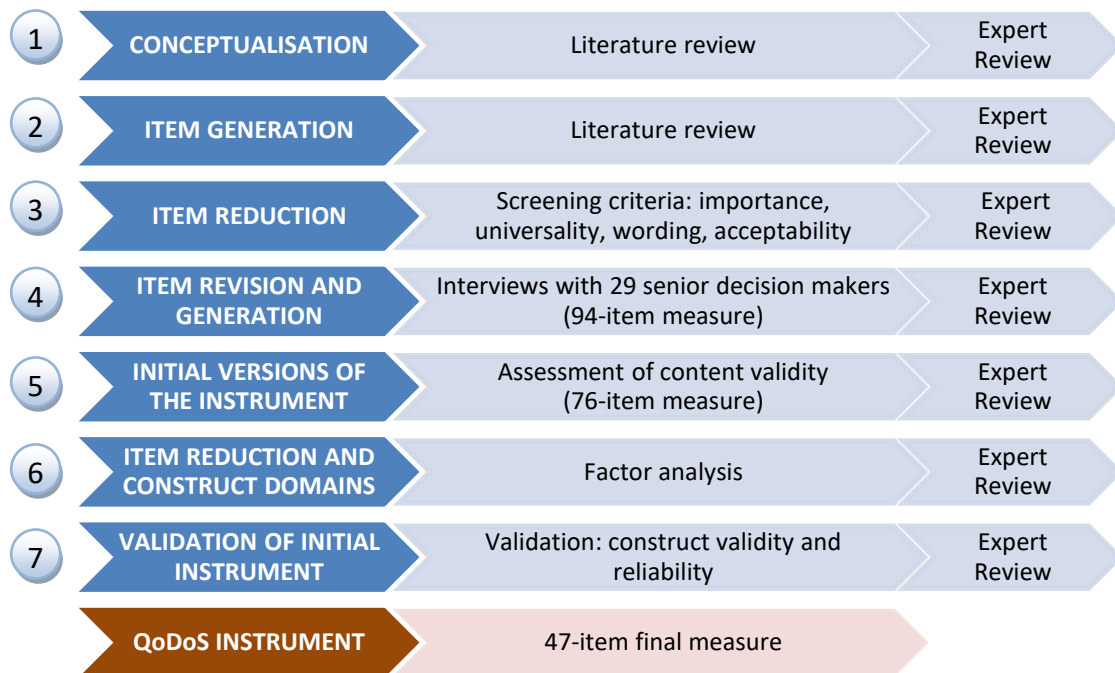 1
CONCEPTUALISATION
Literature review
Expert
Review
2
ITEM GENERATION
Literature review
Expert
Review
3
ITEM REDUCTION
Screening criteria: importance,
universality, wording, acceptability
Expert
Review
4
ITEM REVISION AND
GENERATION
Interviews with 29 senior decision makers
(94-item measure)
Expert
Review
5
INITIAL VERSIONS OF
THE INSTRUMENT
Assessment of content validity
(76-item measure)
Expert
Review
6
ITEM REDUCTION AND
CONSTRUCT DOMAINS
Factor analysis
Expert
Review
7
VALIDATION OF INITIAL
INSTRUMENT
Validation: construct validity and
reliability
Expert
Review
QoDoS INSTRUMENT
47-item final measure